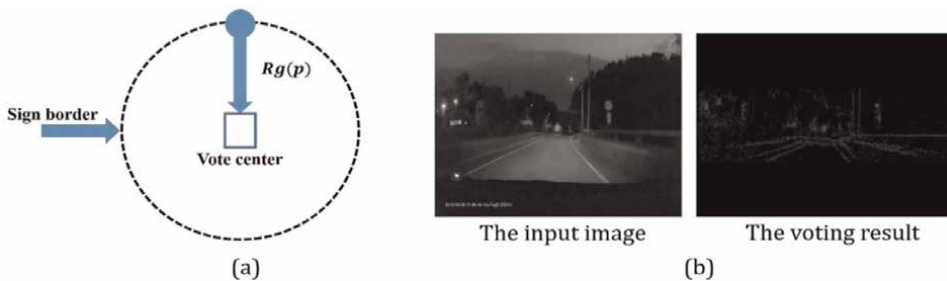 Rg(p)
Sign border
Vote center
(a)
The input image
The voting result
(b)